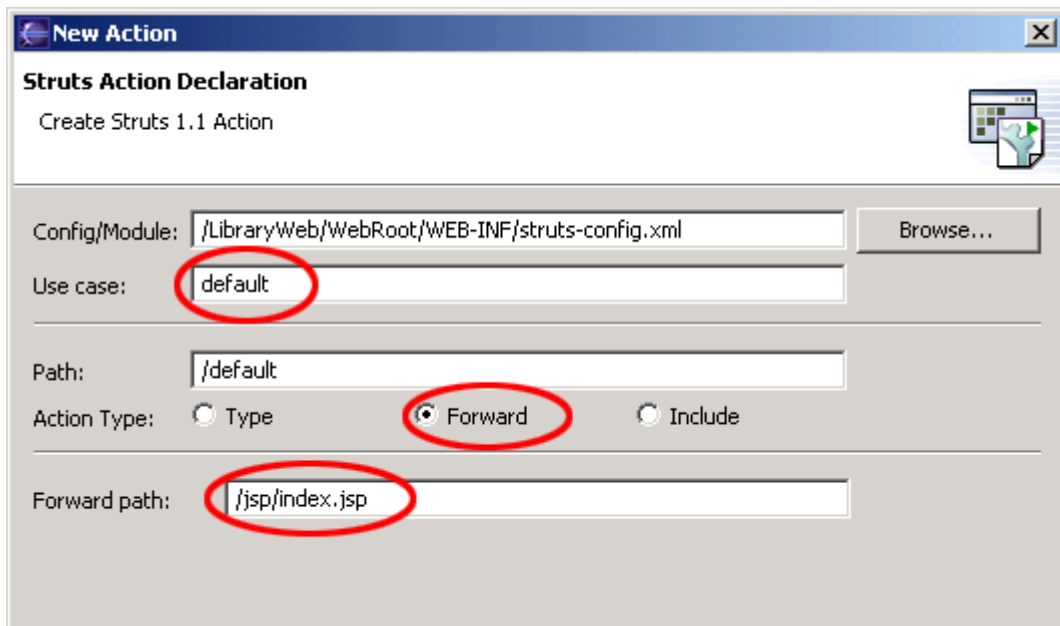 New Action
Struts Action Declaration
Create Struts 1.1 Action
Config/Module: /LibraryWeb/WebRoot/WEB-INF/struts-config.xml Browse...
Use case: default
Path: /default
Action Type: Type Forward Include
Forward path: /jsp/index.jsp